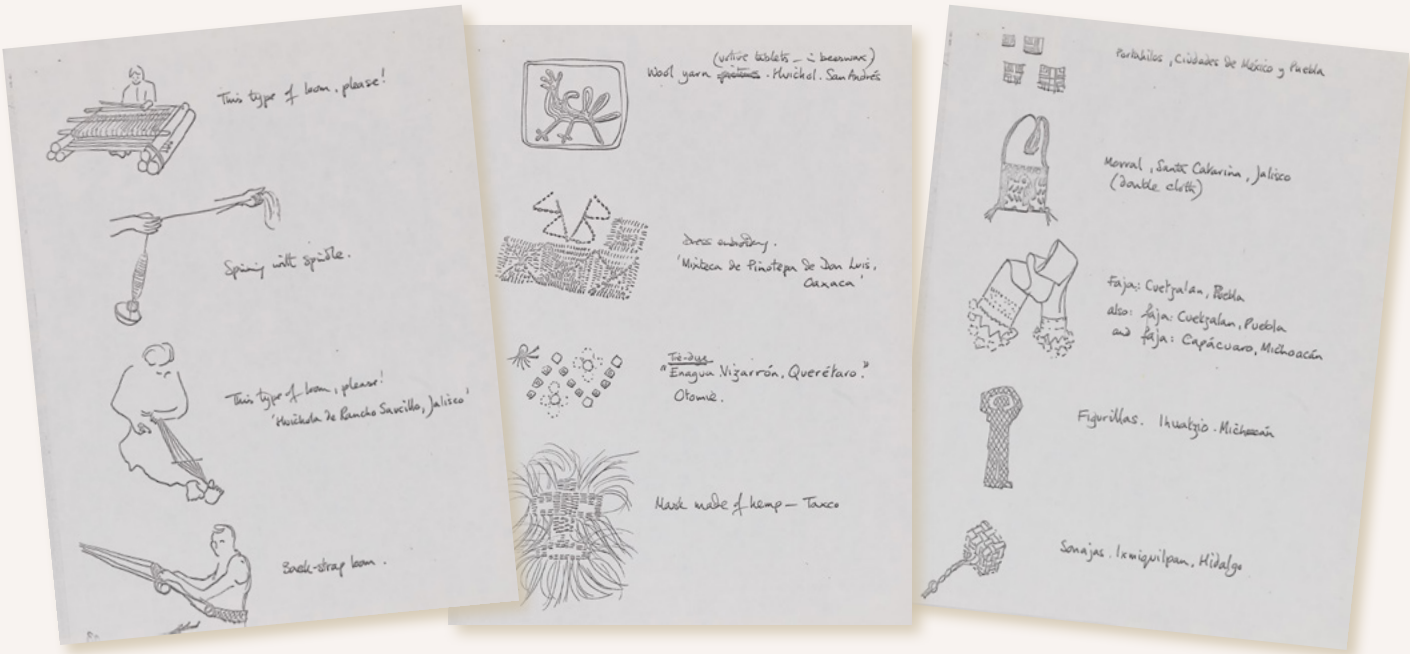 This type of loom, please!
Spinnig with spindle.
This type of loom, please!
'Huichola de Rancho Saucillo, Jalisco'
Back-strap loom.
(votive tablets — in beeswax)
Wool yarn pictures. Huichol. San Andrés
Dress embroidery.
'Mixteca de Pinotepa de Don Luis,
Oaxaca'
Tie-dye
"Enagua Vizarrón, Querétaro."
Otomie.
Mask made of hemp — Taxco
Portahilos, Ciudades de México y Puebla
Morral, Santa Catarina, Jalisco
(double cloth)
Faja: Cuetzalan, Puebla
also: faja: Cuetzalan, Puebla
and faja: Capácuaro, Michoacán
Figurillas. Ihuatzio. Michoacán
Sonajas. Ixmiquilpan, Hidalgo